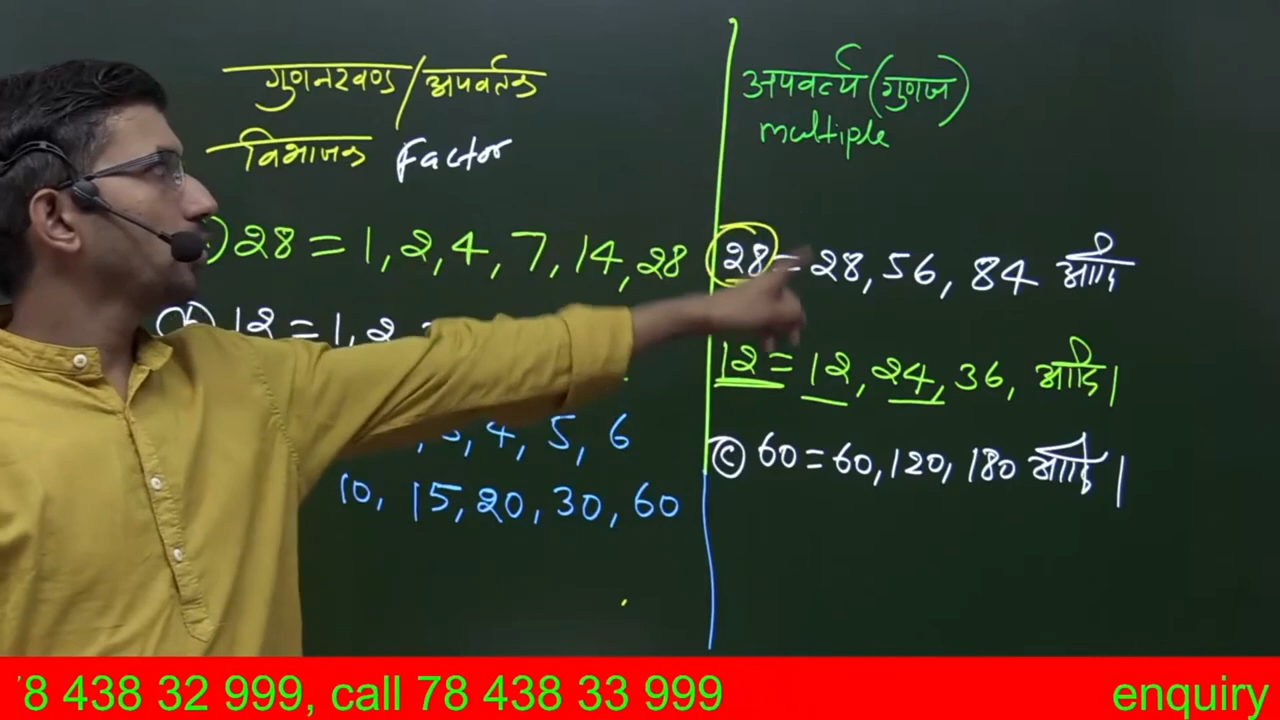 गुणनखण्ड/अपवर्तक
विभाजक Factor
) 28 = 1, 2, 4, 7, 14, 28
12 = 1, 2
4, 5, 6
10, 15, 20, 30, 60
अपवर्त्य (गुणज)
multiple
28 = 28, 56, 84 आदि
12 = 12, 24, 36, आदि।
(c) 60 = 60, 120, 180 आदि।
78 438 32 999, call 78 438 33 999
enquiry